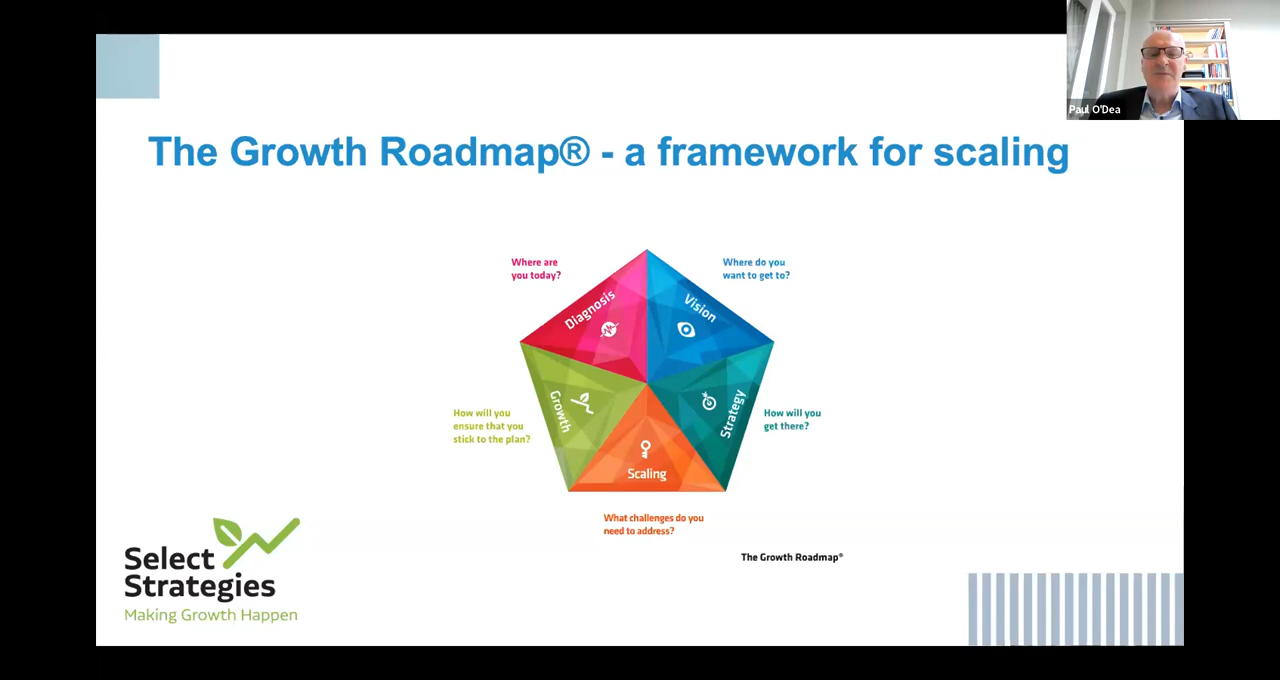 Paul O'Dea
The Growth Roadmap® - a framework for scaling
Where are
you today?
Where do you
want to get to?
Diagnosis
Vision
How will you
ensure that you
stick to the plan?
Growth
Strategy
How will you
get there?
Scaling
What challenges do you
need to address?
The Growth Roadmap®
Select
Strategies
Making Growth Happen